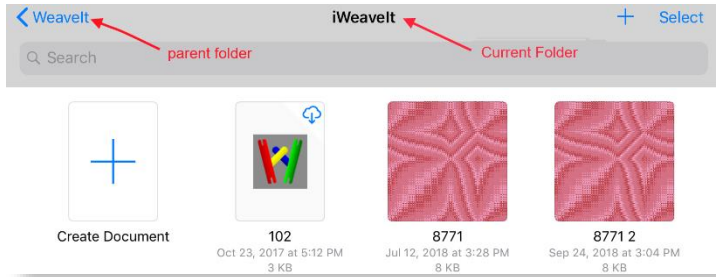 WeaveIt
iWeaveIt
Select
parent folder
Current Folder
Search
Create Document
102
Oct 23, 2017 at 5:12 PM
3 KB
8771
Jul 12, 2018 at 3:28 PM
8 KB
8771 2
Sep 24, 2018 at 3:04 PM
8 KB